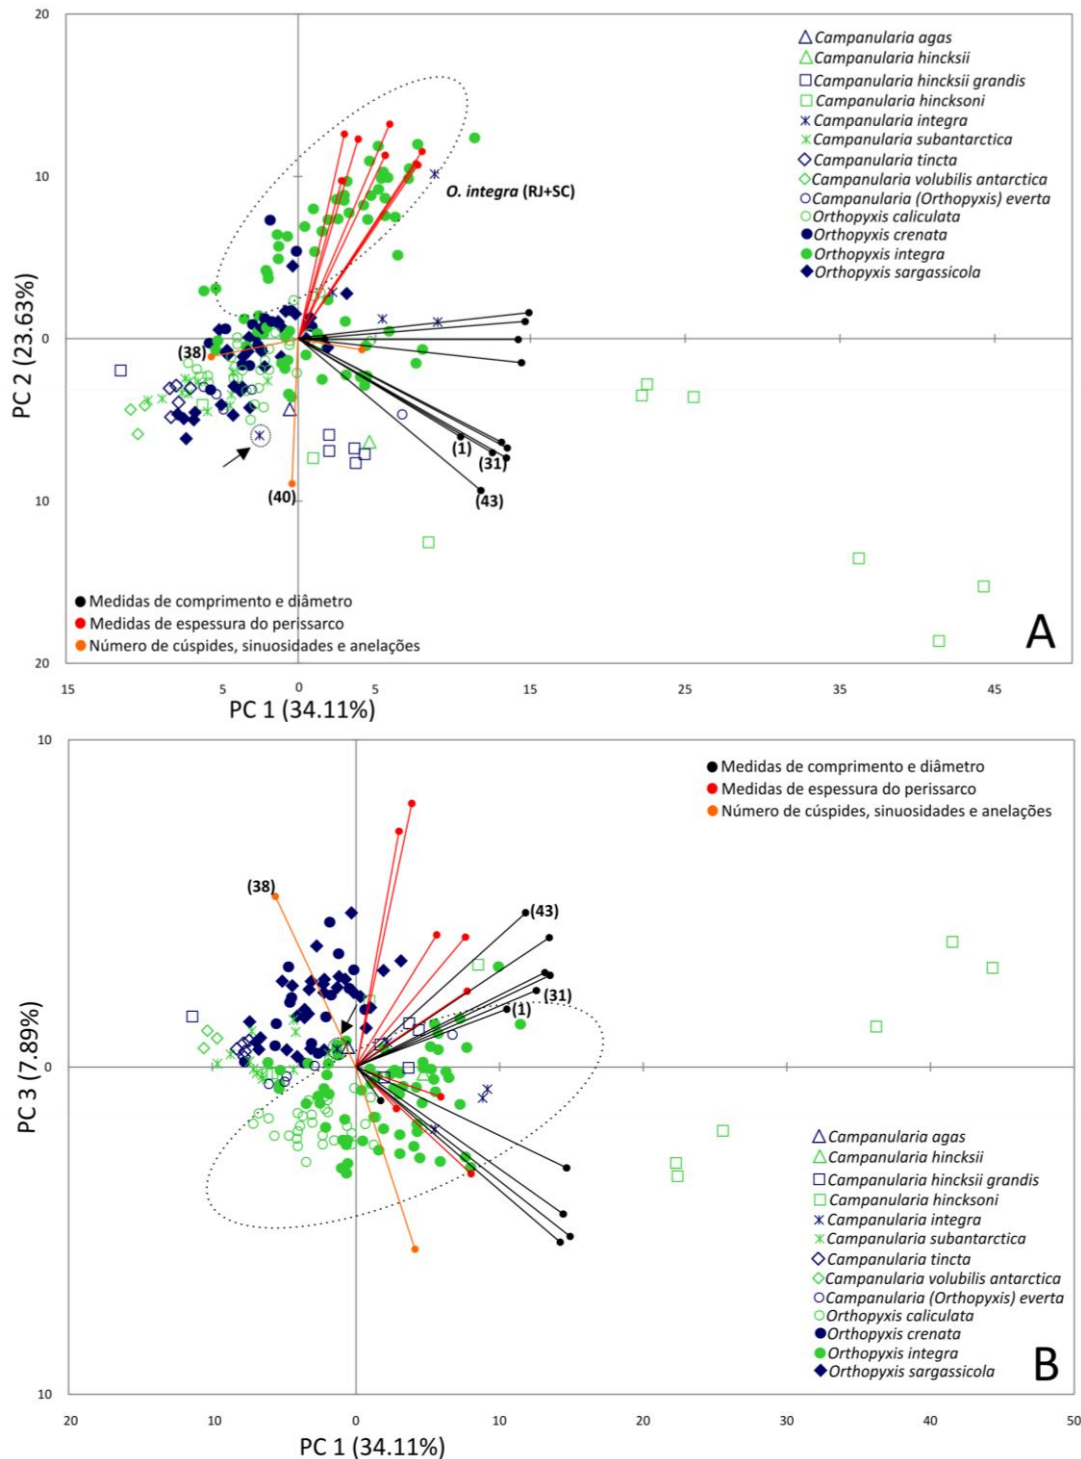 20
Campanularia agas
Campanularia hincksii
Campanularia hincksii grandis
Campanularia hincksoni
Campanularia integra
Campanularia subantarctica
Campanularia tincta
Campanularia volubilis antarctica
Campanularia (Orthopyxis) everta
Orthopyxis caliculata
Orthopyxis crenata
Orthopyxis integra
Orthopyxis sargassicola
10
O. integra (RJ+SC)
PC 2 (23.63%)
0
(38)
(1)
(31)
(40)
(43)
10
Medidas de comprimento e diâmetro
Medidas de espessura do perissarco
Número de cúspides, sinuosidades e anelações
A
20
15 5 0 5 15 25 35 45
PC 1 (34.11%)
10
Medidas de comprimento e diâmetro
Medidas de espessura do perissarco
Número de cúspides, sinuosidades e anelações
(38)
(43)
(31)
(1)
PC 3 (7.89%)
0
Campanularia agas
Campanularia hincksii
Campanularia hincksii grandis
Campanularia hincksoni
Campanularia integra
Campanularia subantarctica
Campanularia tincta
Campanularia volubilis antarctica
Campanularia (Orthopyxis) everta
Orthopyxis caliculata
Orthopyxis crenata
Orthopyxis integra
Orthopyxis sargassicola
B
10
20 10 0 10 20 30 40 50
PC 1 (34.11%)